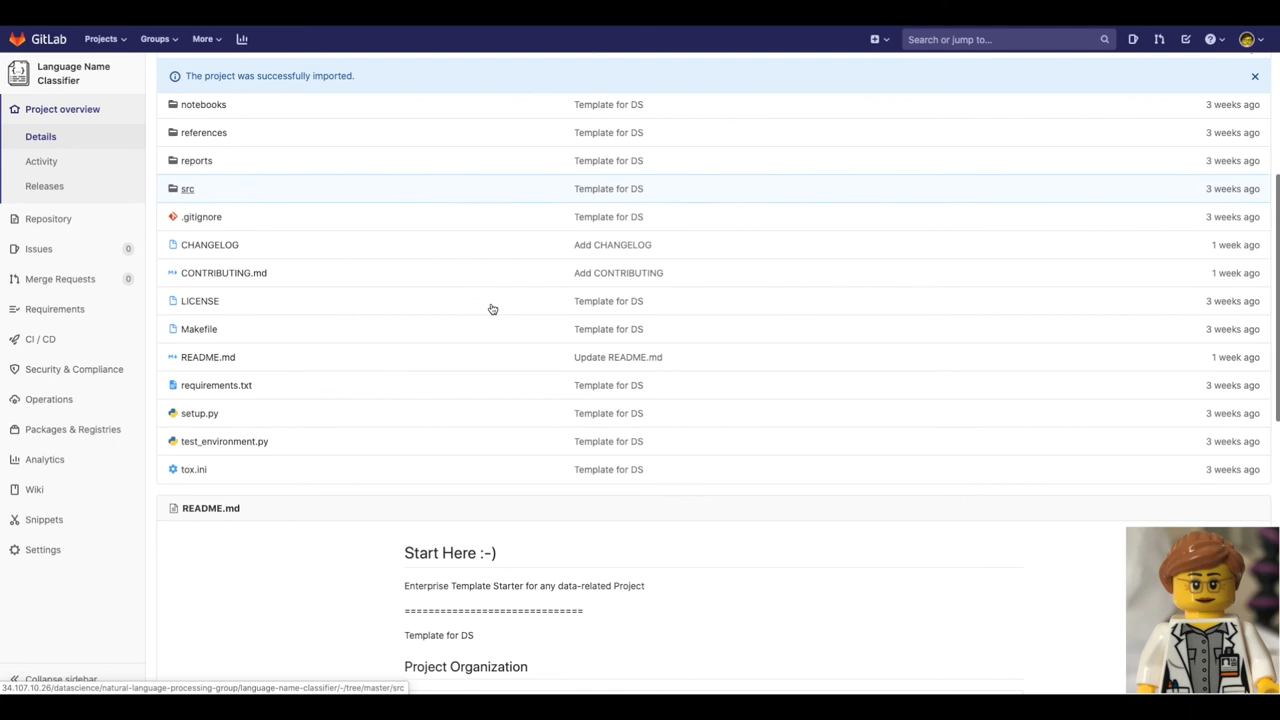 GitLab Projects Groups More Search or jump to...
Language Name
Classifier
The project was successfully imported.
Project overview
Details
Activity
Releases
Repository
Issues 0
Merge Requests 0
Requirements
CI / CD
Security & Compliance
Operations
Packages & Registries
Analytics
Wiki
Snippets
Settings
Collapse sidebar
notebooks Template for DS 3 weeks ago
references Template for DS 3 weeks ago
reports Template for DS 3 weeks ago
src Template for DS 3 weeks ago
.gitignore Template for DS 3 weeks ago
CHANGELOG Add CHANGELOG 1 week ago
CONTRIBUTING.md Add CONTRIBUTING 1 week ago
LICENSE Template for DS 3 weeks ago
Makefile Template for DS 3 weeks ago
README.md Update README.md 1 week ago
requirements.txt Template for DS 3 weeks ago
setup.py Template for DS 3 weeks ago
test_environment.py Template for DS 3 weeks ago
tox.ini Template for DS 3 weeks ago
README.md
Start Here :-)
Enterprise Template Starter for any data-related Project
==============================
Template for DS
Project Organization
34.107.10.26/datascience/natural-language-processing-group/language-name-classifier/-/tree/master/src